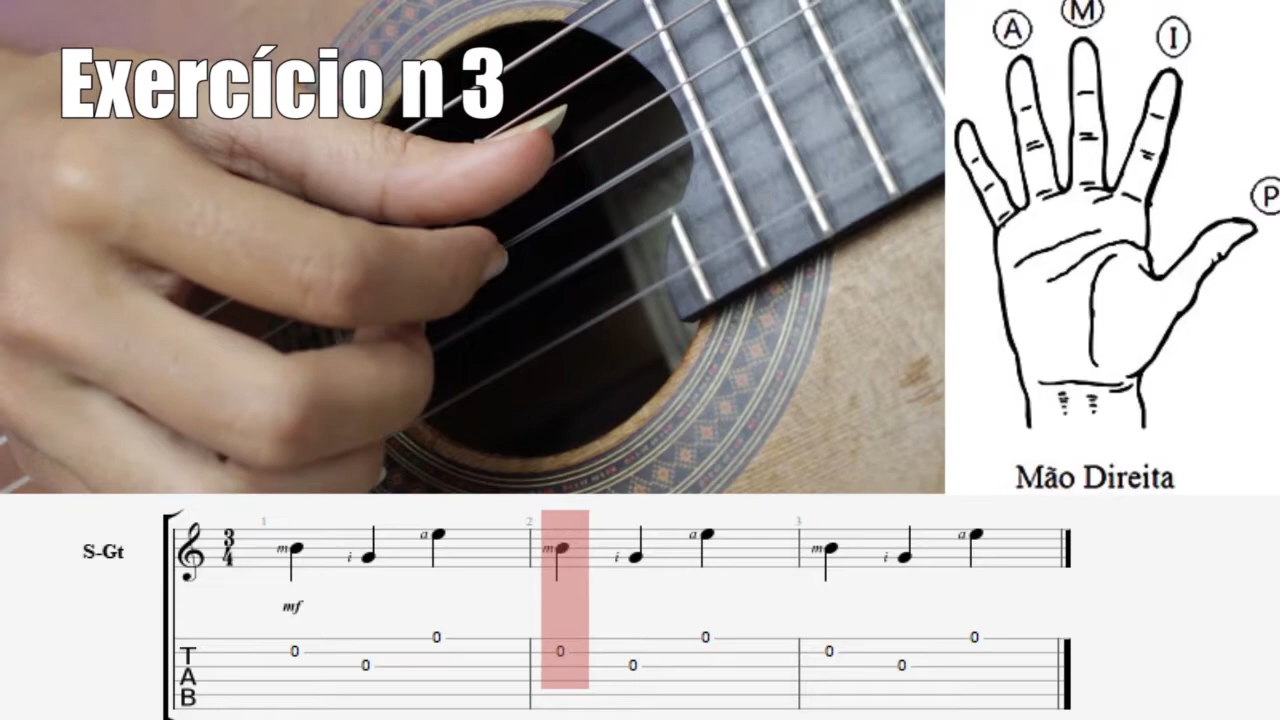 Exercício n 3
A
M
I
P
Mão Direita
1 2 3
S-Gt
3
4
m i a m i a m i a
mf
0 0 0
0 0 0
0 0 0
T
A
B